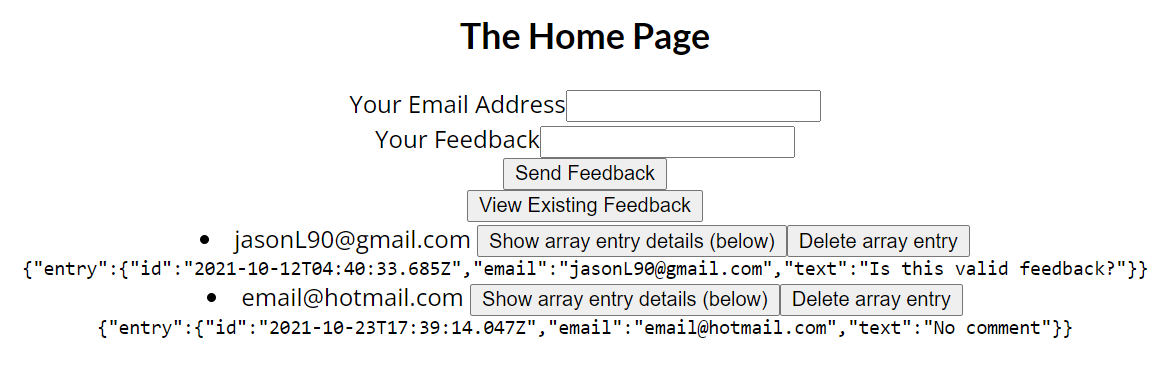 The Home Page
Your Email Address
Your Feedback
Send Feedback
View Existing Feedback
• jasonL90@gmail.com Show array entry details (below) Delete array entry
{"entry":{"id":"2021-10-12T04:40:33.685Z","email":"jasonL90@gmail.com","text":"Is this valid feedback?"}}
• email@hotmail.com Show array entry details (below) Delete array entry
{"entry":{"id":"2021-10-23T17:39:14.047Z","email":"email@hotmail.com","text":"No comment"}}